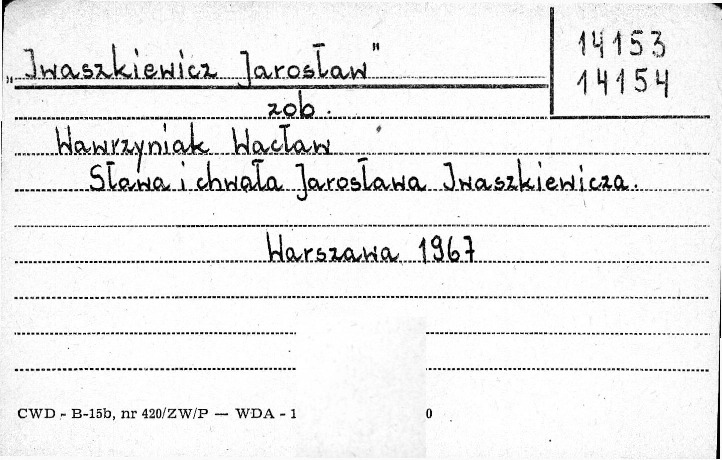 „Iwaszkiewicz Jarosław"
14153
14154
zob.
Wawrzyniak Wacław
Sława i chwała Jarosława Iwaszkiewicza.
Warszawa 1967
CWD - B-15b, nr 420/ZW/P — WDA - 1 0